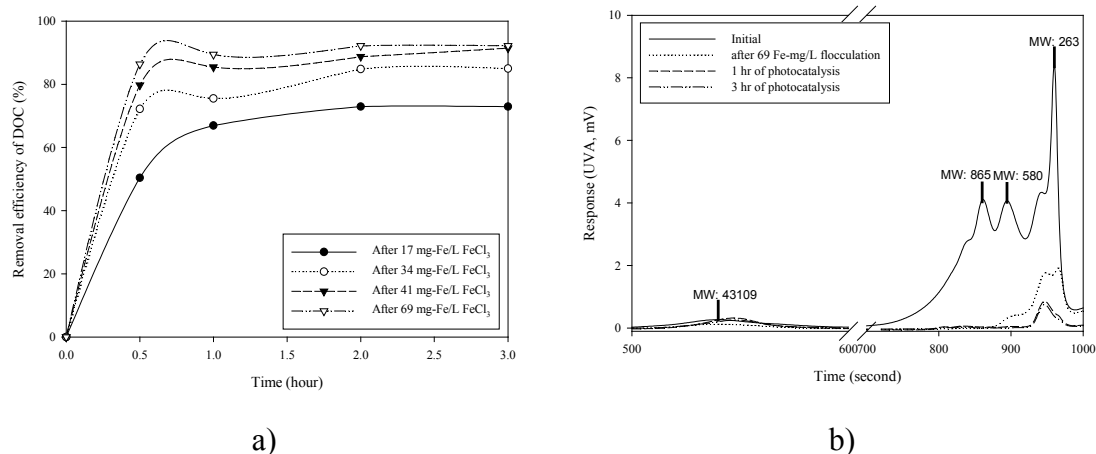 Removal efficiency of DOC (%)
100
80
60
40
20
0
0.0 0.5 1.0 1.5 2.0 2.5 3.0
Time (hour)
After 17 mg-Fe/L FeCl₃
After 34 mg-Fe/L FeCl₃
After 41 mg-Fe/L FeCl₃
After 69 mg-Fe/L FeCl₃
a)
Response (UVA, mV)
10
8
6
4
2
0
500 600 700 800 900 1000
Time (second)
Initial
after 69 Fe-mg/L flocculation
1 hr of photocatalysis
3 hr of photocatalysis
MW: 263
MW: 865 MW: 580
MW: 43109
b)